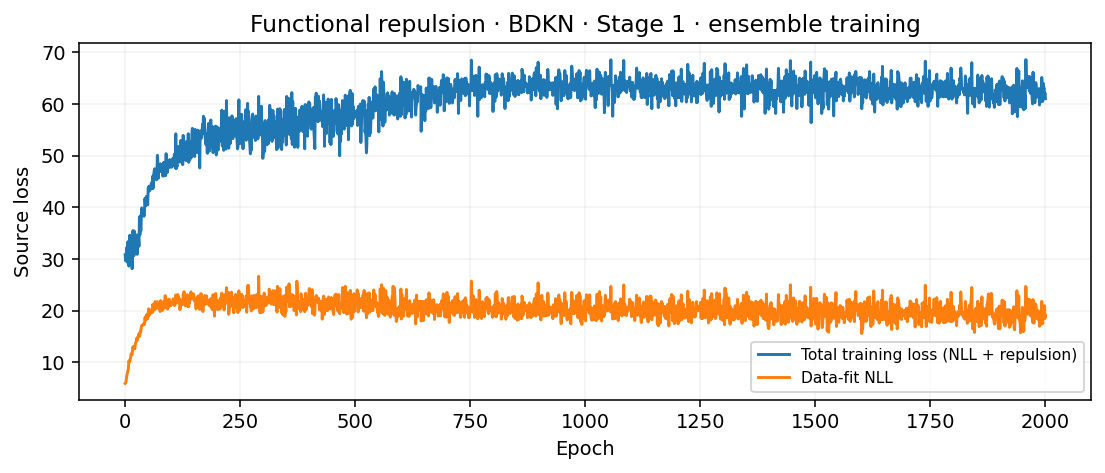 Functional repulsion · BDKN · Stage 1 · ensemble training
Source loss
70
60
50
40
30
20
10
Total training loss (NLL + repulsion)
Data-fit NLL
0 250 500 750 1000 1250 1500 1750 2000
Epoch